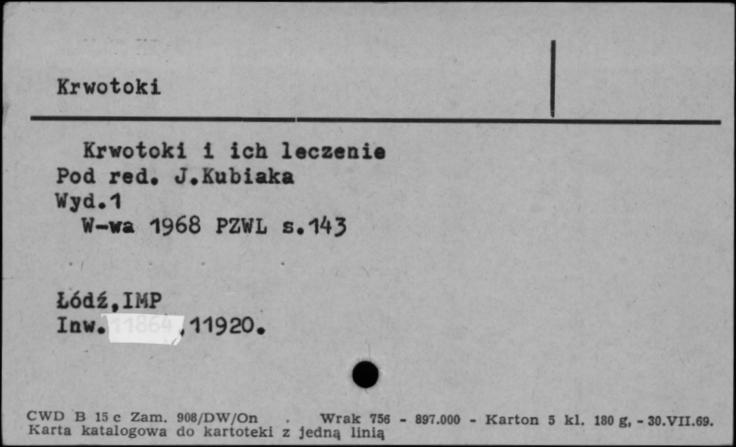 Krwotoki
Krwotoki i ich leczenie
Pod red. J.Kubiaka
Wyd.1
W-wa 1968 PZWL s.143
Łódź,IMP
Inw.11864,11920.
CWD B 15 c Zam. 908/DW/On . Wrak 756 - 897.000 - Karton 5 kl. 180 g, - 30.VII.69.
Karta katalogowa do kartoteki z jedną linią